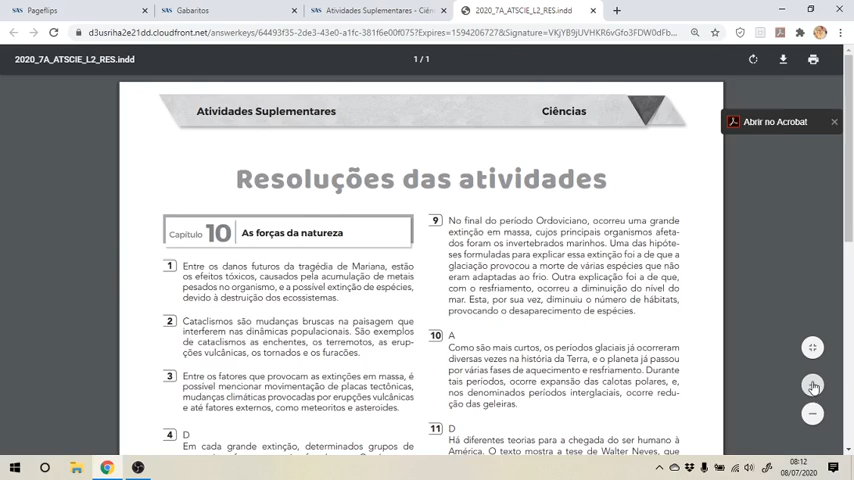 Pageflips
SAS Gabaritos
SAS Atividades Suplementares - Ciên
2020_7A_ATSCIE_L2_RES.indd
d3usriha2e21dd.cloudfront.net/answerkeys/64493f35-2de3-43e0-a1fc-381f6e00f075?Expires=1594206727&Signature=VKjYB9jUVHKR6vGfo3FDW0dFb...
2020_7A_ATSCIE_L2_RES.indd
1 / 1
Abrir no Acrobat
Atividades Suplementares
Ciências
Resoluções das atividades
Capítulo 10 As forças da natureza
1 Entre os danos futuros da tragédia de Mariana, estão
os efeitos tóxicos, causados pela acumulação de metais
pesados no organismo, e a possível extinção de espécies,
devido à destruição dos ecossistemas.
2 Cataclismos são mudanças bruscas na paisagem que
interferem nas dinâmicas populacionais. São exemplos
de cataclismos as enchentes, os terremotos, as erup-
ções vulcânicas, os tornados e os furacões.
3 Entre os fatores que provocam as extinções em massa, é
possível mencionar movimentação de placas tectônicas,
mudanças climáticas provocadas por erupções vulcânicas
e até fatores externos, como meteoritos e asteroides.
4 D
Em cada grande extinção, determinados grupos de
9 No final do período Ordoviciano, ocorreu uma grande
extinção em massa, cujos principais organismos afeta-
dos foram os invertebrados marinhos. Uma das hipóte-
ses formuladas para explicar essa extinção foi a de que a
glaciação provocou a morte de várias espécies que não
eram adaptadas ao frio. Outra explicação foi a de que,
com o resfriamento, ocorreu a diminuição do nível do
mar. Esta, por sua vez, diminuiu o número de hábitats,
provocando o desaparecimento de espécies.
10 A
Como são mais curtos, os períodos glaciais já ocorreram
diversas vezes na história da Terra, e o planeta já passou
por várias fases de aquecimento e resfriamento. Durante
tais períodos, ocorre expansão das calotas polares, e,
nos denominados períodos interglaciais, ocorre redu-
ção das geleiras.
11 D
Há diferentes teorias para a chegada do ser humano à
América. O texto mostra a tese de Walter Neves, que
08:12
08/07/2020